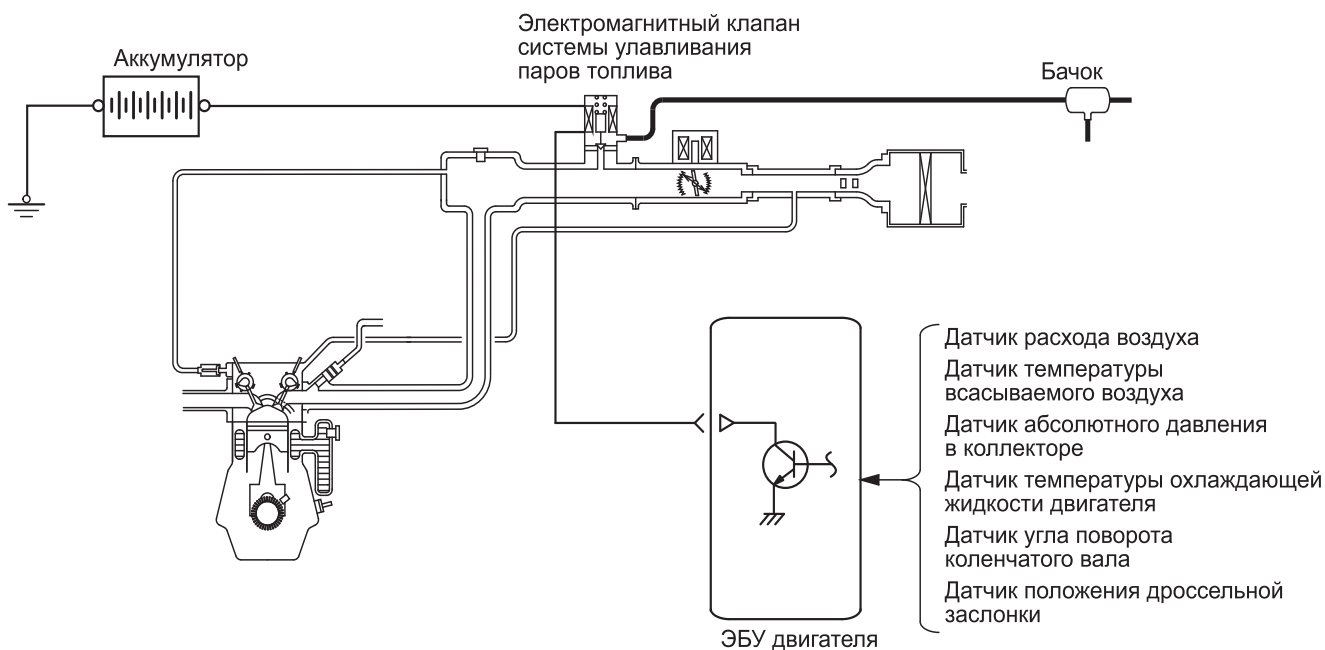 Электромагнитный клапан
системы улавливания
паров топлива
Аккумулятор
Бачок
Датчик расхода воздуха
Датчик температуры
всасываемого воздуха
Датчик абсолютного давления
в коллекторе
Датчик температуры охлаждающей
жидкости двигателя
Датчик угла поворота
коленчатого вала
Датчик положения дроссельной
заслонки
ЭБУ двигателя